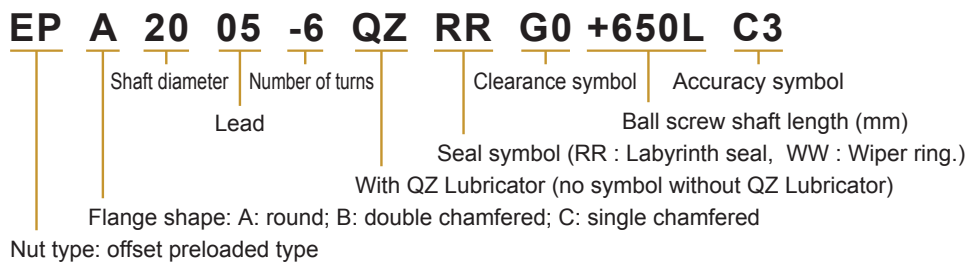 EP A 20 05 -6 QZ RR G0 +650L C3
Shaft diameter Number of turns Clearance symbol Accuracy symbol
Lead Ball screw shaft length (mm)
Seal symbol (RR : Labyrinth seal, WW : Wiper ring.)
With QZ Lubricator (no symbol without QZ Lubricator)
Flange shape: A: round; B: double chamfered; C: single chamfered
Nut type: offset preloaded type